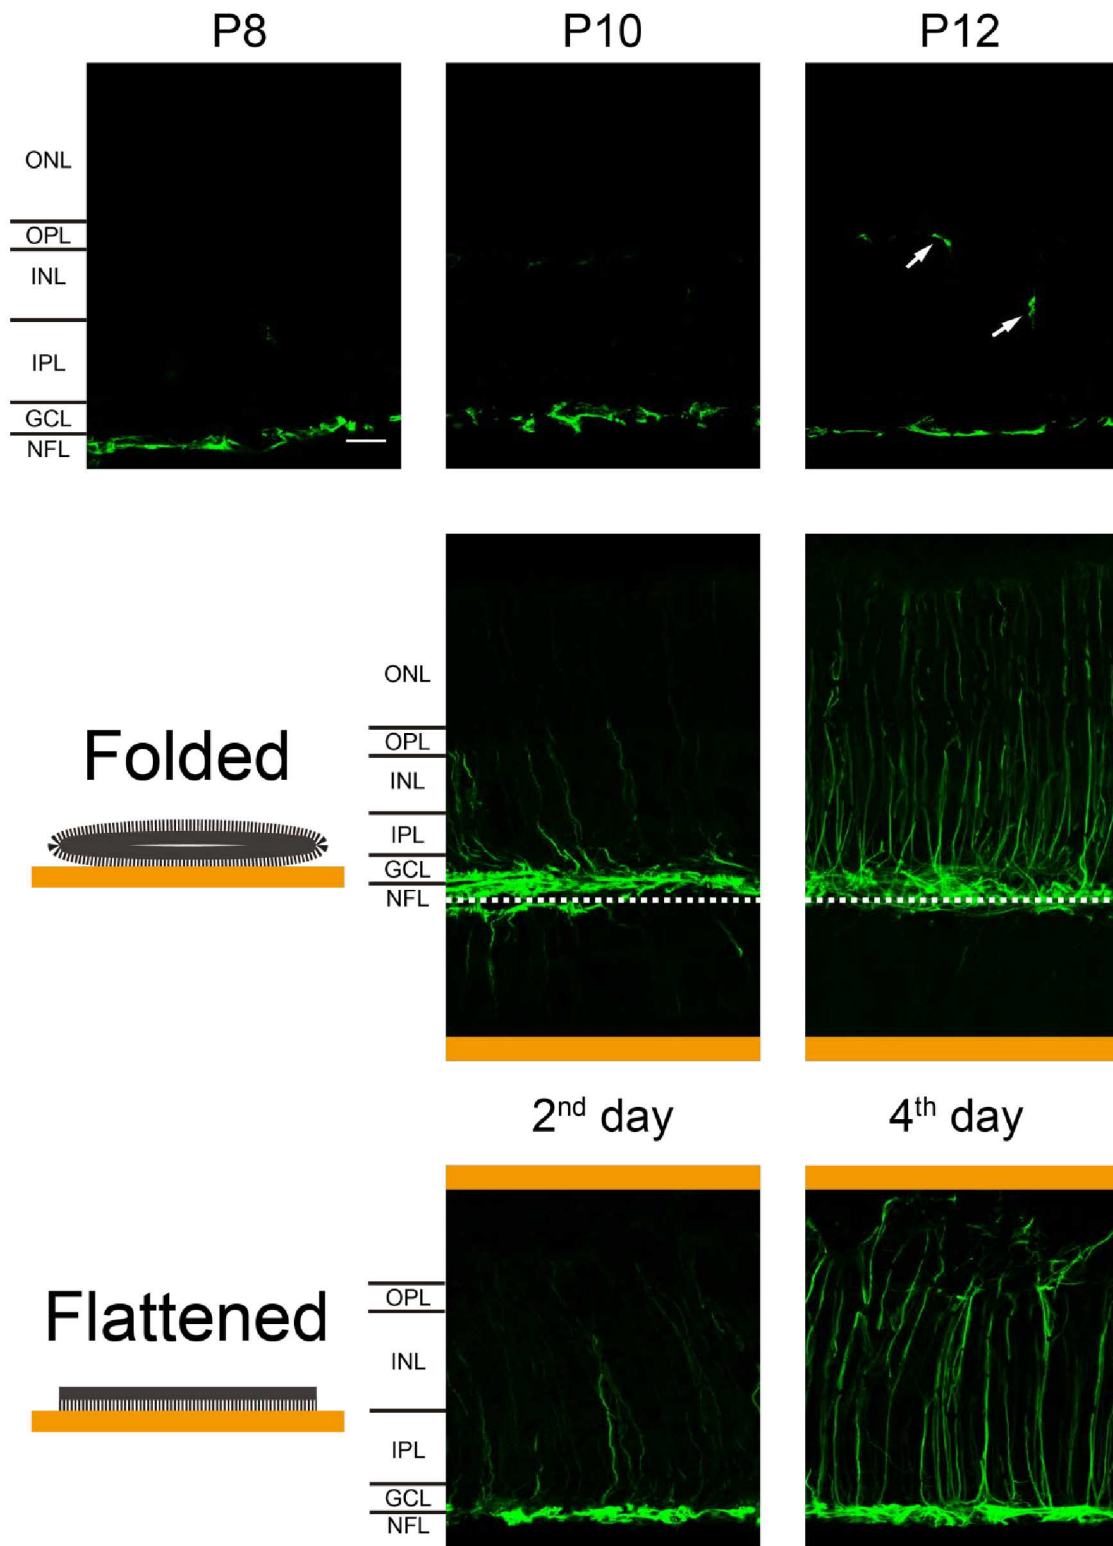 P8 P10 P12
ONL
OPL
INL
IPL
GCL
NFL
ONL
OPL
Folded
INL
IPL
GCL
NFL
2nd day 4th day
OPL
Flattened
INL
IPL
GCL
NFL